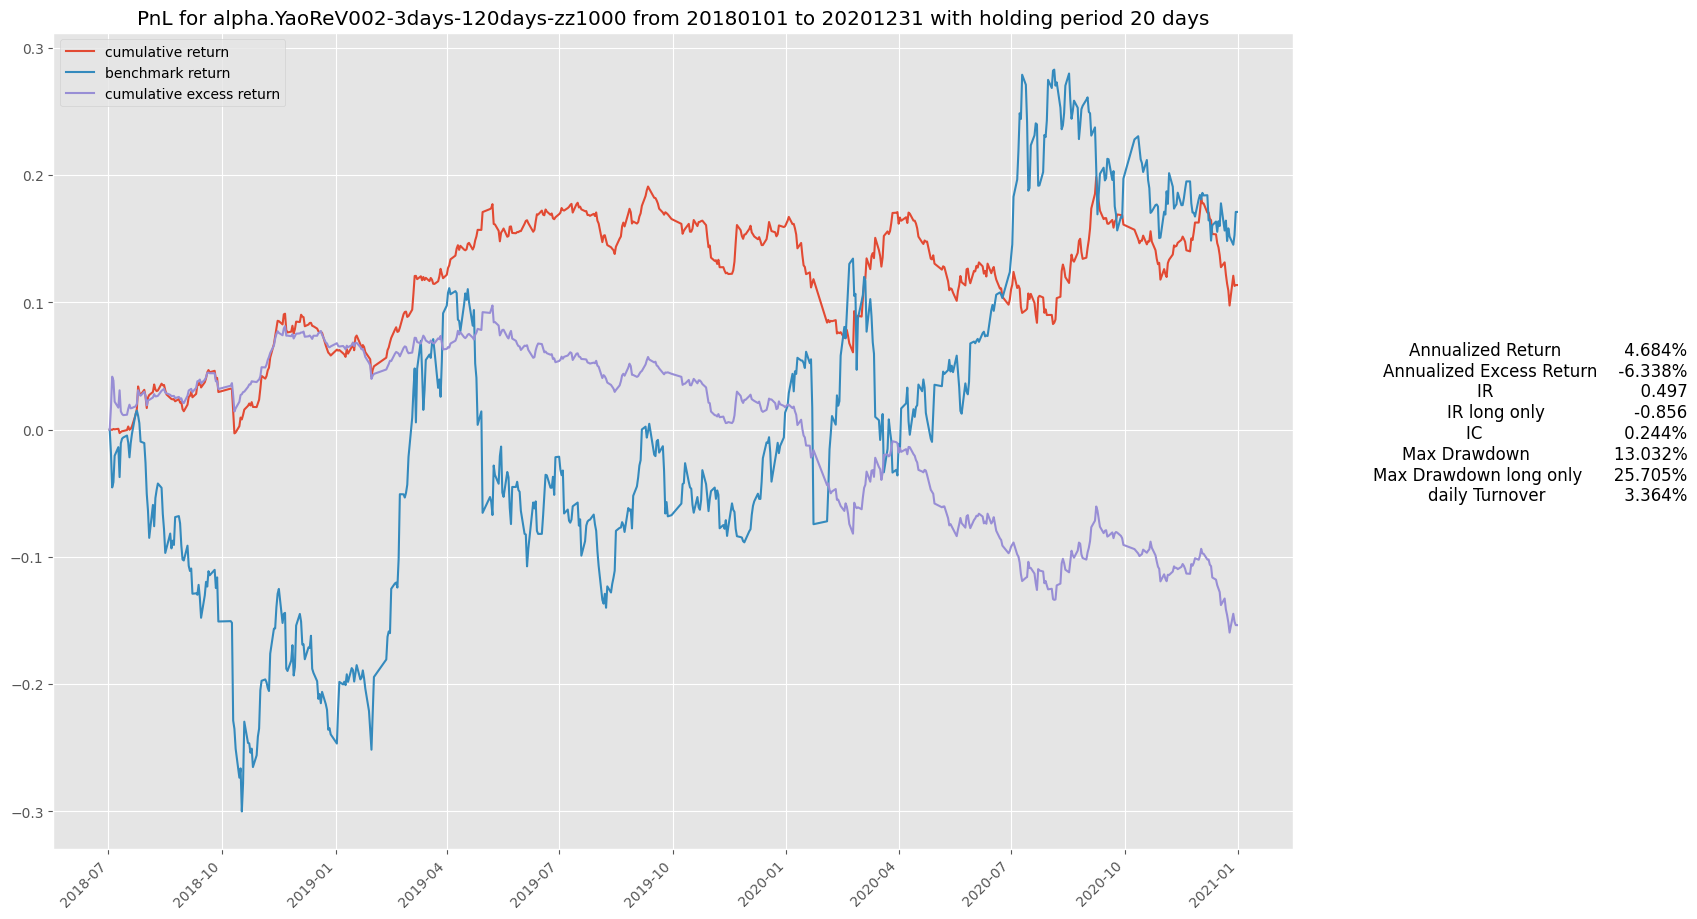 PnL for alpha.YaoReV002-3days-120days-zz1000 from 20180101 to 20201231 with holding period 20 days
cumulative return
benchmark return
cumulative excess return
0.3
0.2
0.1
0.0
−0.1
−0.2
−0.3
2018-07
2018-10
2019-01
2019-04
2019-07
2019-10
2020-01
2020-04
2020-07
2020-10
2021-01
Annualized Return 4.684%
Annualized Excess Return -6.338%
IR 0.497
IR long only -0.856
IC 0.244%
Max Drawdown 13.032%
Max Drawdown long only 25.705%
daily Turnover 3.364%